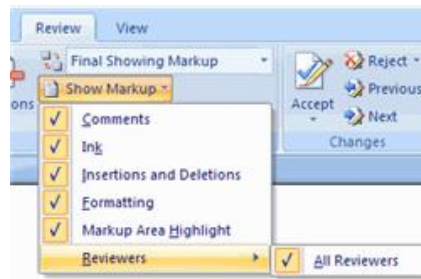 Review View
Final Showing Markup
Reject
Show Markup
Previous
ons
Accept
Next
Comments
Changes
Ink
Insertions and Deletions
Formatting
Markup Area Highlight
Reviewers
All Reviewers